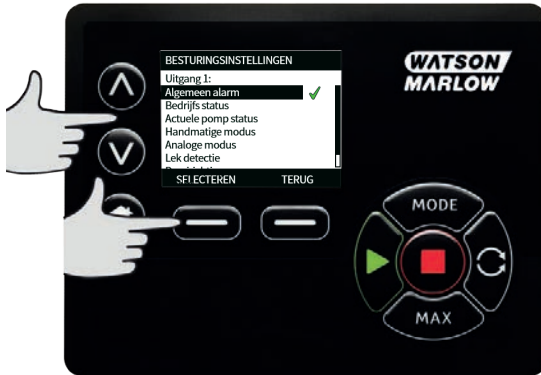 BESTURINGSINSTELLINGEN
Uitgang 1:
Algemeen alarm
Bedrijfs status
Actuele pomp status
Handmatige modus
Analoge modus
Lek detectie
SELECTEREN TERUG
WATSON
MARLOW
MODE
MAX